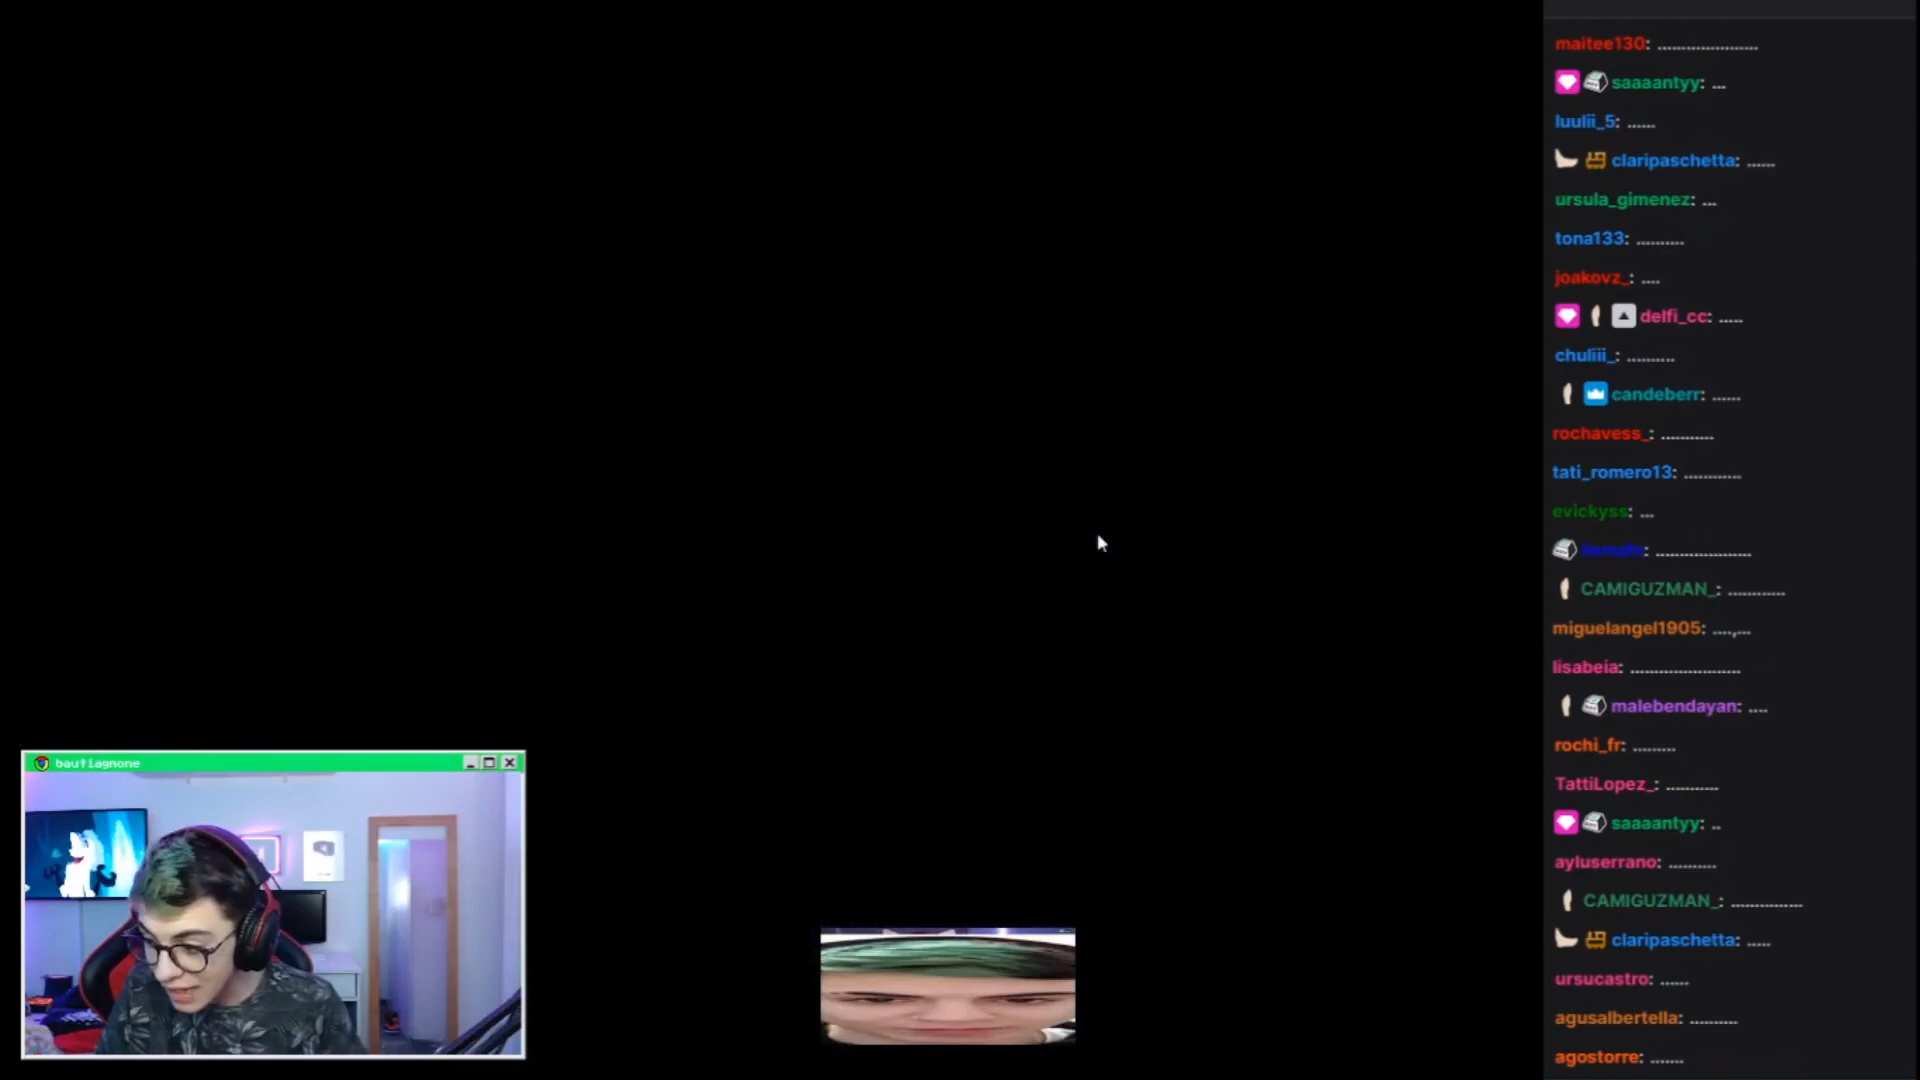 maitee130: .....................
saaaantyy: ...
luulii_5: ......
claripaschetta: ......
ursula_gimenez: ...
tona133: ..........
joakovz_: ....
delfi_cc: .....
chuliii_: ..........
candeberr: ......
rochavess_: ...........
tati_romero13: ............
evickyss: ...
: ....................
CAMIGUZMAN_: ............
miguelangel1905: ....,...
lisabeia: .......................
malebendayan: ....
rochi_fr: .........
TattiLopez_: ...........
saaaantyy: ..
ayluserrano: ..........
CAMIGUZMAN_: ...............
claripaschetta: .....
ursucastro: ......
agusalbertella: ..........
agostorre: .......
bautiagnone